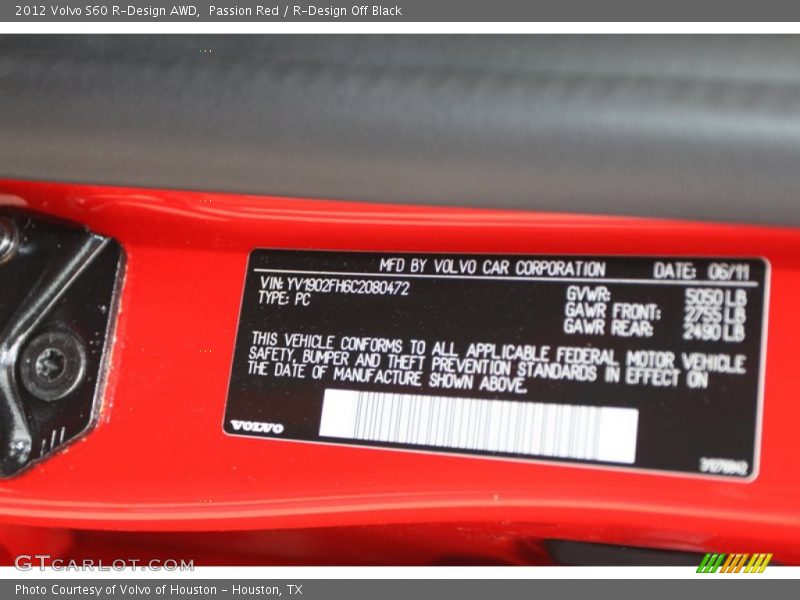 2012 Volvo S60 R-Design AWD,  Passion Red / R-Design Off Black
MFD BY VOLVO CAR CORPORATION DATE: 06/11
VIN: YV1902FH6C2080472
TYPE: PC
GVWR: 5050 LB
GAWR FRONT: 2755 LB
GAWR REAR: 2490 LB
THIS VEHICLE CONFORMS TO ALL APPLICABLE FEDERAL MOTOR VEHICLE
SAFETY, BUMPER AND THEFT PREVENTION STANDARDS IN EFFECT ON
THE DATE OF MANUFACTURE SHOWN ABOVE.
VOLVO
GTCARLOT.COM
Photo Courtesy of Volvo of Houston - Houston, TX